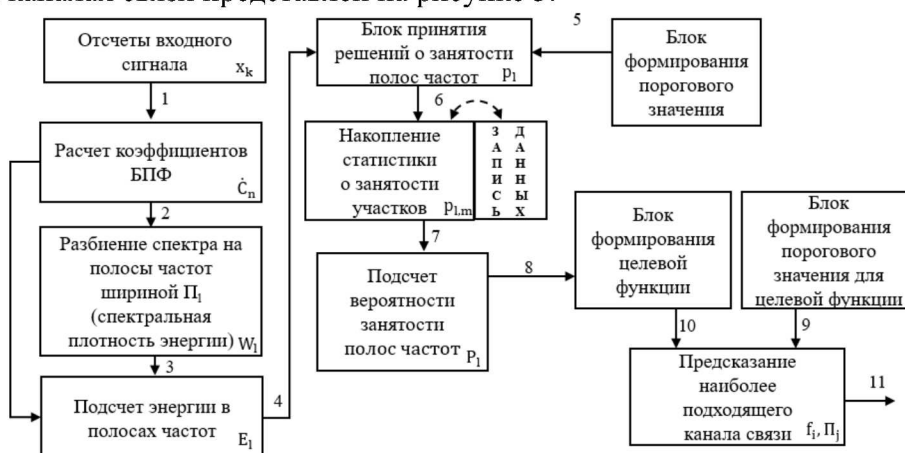 Отсчеты входного
сигнала
x_k
1
Расчет коэффициентов
БПФ
Ċ_n
2
Разбиение спектра на
полосы частот
шириной П_l
(спектральная
плотность энергии) W_l
3
Подсчет энергии в
полосах частот
E_l
4
Блок принятия
решений о занятости
полос частот p_l
5
Блок
формирования
порогового
значения
6
Накопление
статистики
о занятости
участков p_l,m
ЗАПИСЬ
ДАННЫХ
7
Подсчет
вероятности
занятости
полос частот P_l
8
Блок
формирования
целевой
функции
Блок
формирования
порогового
значения для
целевой функции
10
9
Предсказание
наиболее
подходящего
канала связи f_i, П_j
11